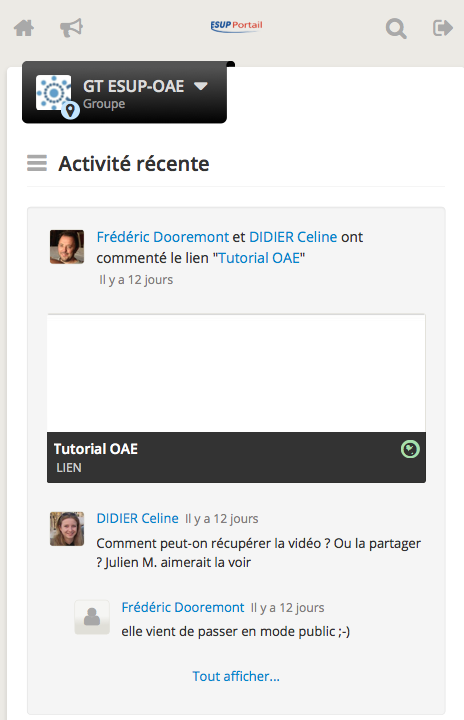 ESUP Portail
GT ESUP-OAE
Groupe
Activité récente
Frédéric Dooremont et DIDIER Celine ont
commenté le lien "Tutorial OAE"
Il y a 12 jours
Tutorial OAE
LIEN
DIDIER Celine Il y a 12 jours
Comment peut-on récupérer la vidéo ? Ou la partager
? Julien M. aimerait la voir
Frédéric Dooremont Il y a 12 jours
elle vient de passer en mode public ;-)
Tout afficher...